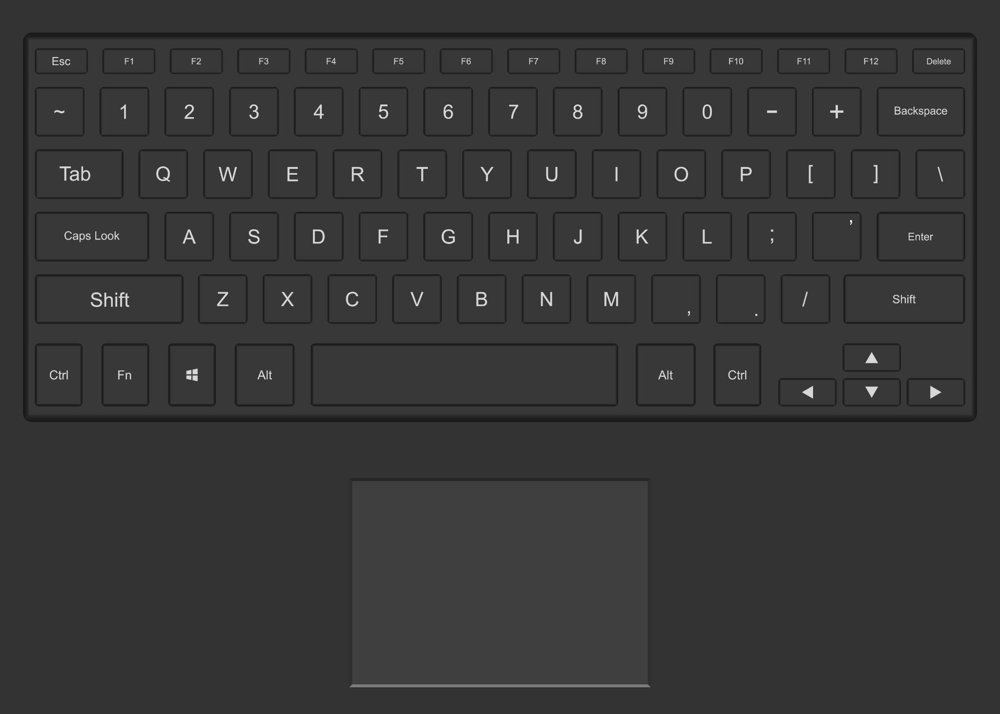 Esc F1 F2 F3 F4 F5 F6 F7 F8 F9 F10 F11 F12 Delete
~ 1 2 3 4 5 6 7 8 9 0 - + Backspace
Tab Q W E R T Y U I O P [ ] \
Caps Look A S D F G H J K L ; ' Enter
Shift Z X C V B N M , . / Shift
Ctrl Fn Alt Alt Ctrl ▲
◀ ▼ ▶